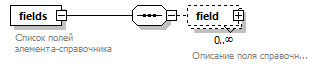 fields
field
0..∞
Список полей
элемента-справочника
Описание поля справочн...